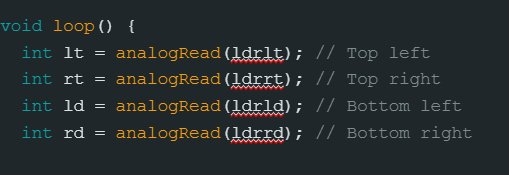 void loop() {
int lt = analogRead(ldrlt); // Top left
int rt = analogRead(ldrrt); // Top right
int ld = analogRead(ldrld); // Bottom left
int rd = analogRead(ldrrd); // Bottom right